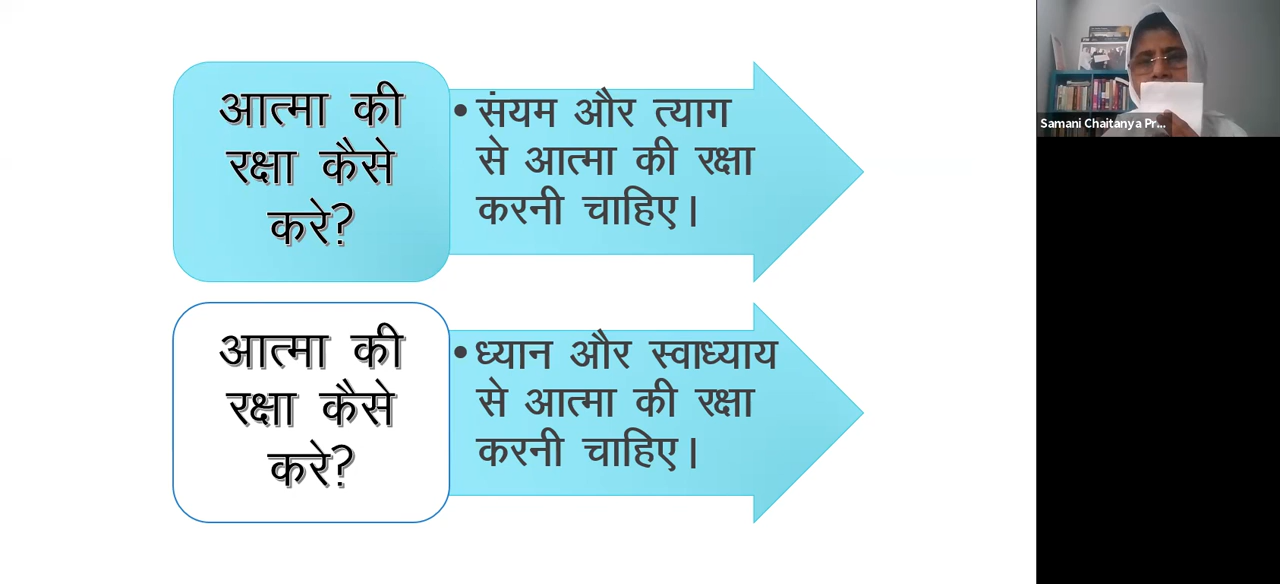 आत्मा की
रक्षा कैसे
करे?
• संयम और त्याग
से आत्मा की रक्षा
करनी चाहिए।
आत्मा की
रक्षा कैसे
करे?
• ध्यान और स्वाध्याय
से आत्मा की रक्षा
करनी चाहिए।
Samani Chaitanya Pr...